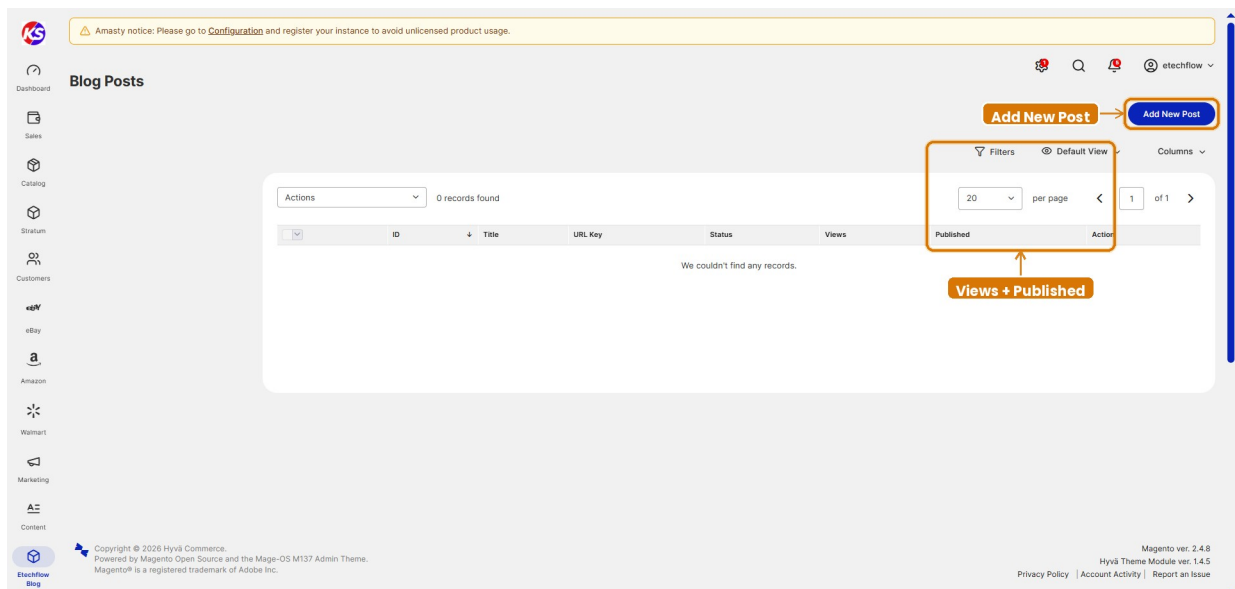 KS
Amasty notice: Please go to Configuration and register your instance to avoid unlicensed product usage.
Dashboard
Sales
Catalog
Stratum
Customers
ebay
eBay
a
Amazon
Walmart
Marketing
Content
Etechflow
Blog
Blog Posts
etechflow
Add New Post
Add New Post
Filters
Default View
Columns
Actions
0 records found
20
per page
1
of 1
ID
Title
URL Key
Status
Views
Published
Action
We couldn't find any records.
Views + Published
Copyright © 2026 Hyvä Commerce.
Powered by Magento Open Source and the Mage-OS M137 Admin Theme.
Magento® is a registered trademark of Adobe Inc.
Magento ver. 2.4.8
Hyvä Theme Module ver. 1.4.5
Privacy Policy | Account Activity | Report an Issue